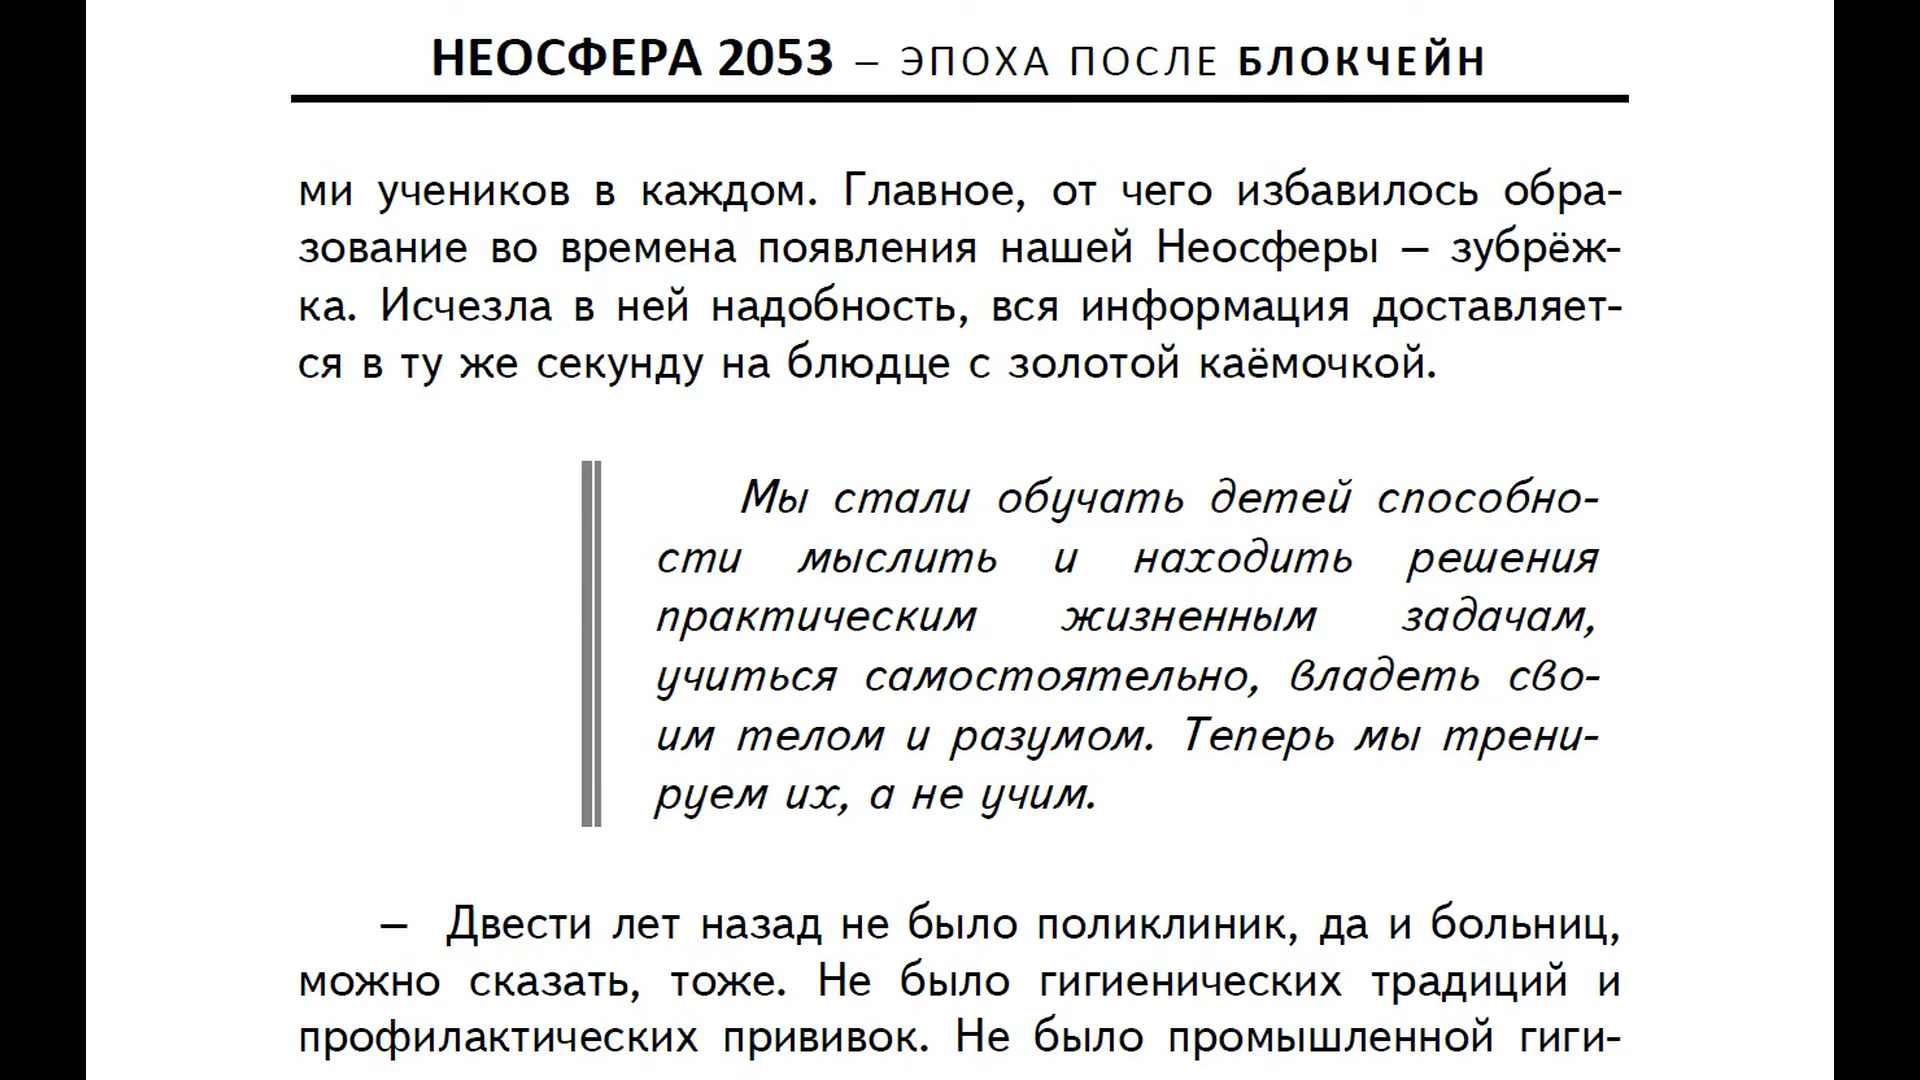 НЕОСФЕРА 2053 – ЭПОХА ПОСЛЕ БЛОКЧЕЙН
ми учеников в каждом. Главное, от чего избавилось обра-
зование во времена появления нашей Неосферы – зубрёж-
ка. Исчезла в ней надобность, вся информация доставляет-
ся в ту же секунду на блюдце с золотой каёмочкой.
Мы стали обучать детей способно-
сти мыслить и находить решения
практическим жизненным задачам,
учиться самостоятельно, владеть сво-
им телом и разумом. Теперь мы трени-
руем их, а не учим.
– Двести лет назад не было поликлиник, да и больниц,
можно сказать, тоже. Не было гигиенических традиций и
профилактических прививок. Не было промышленной гиги-